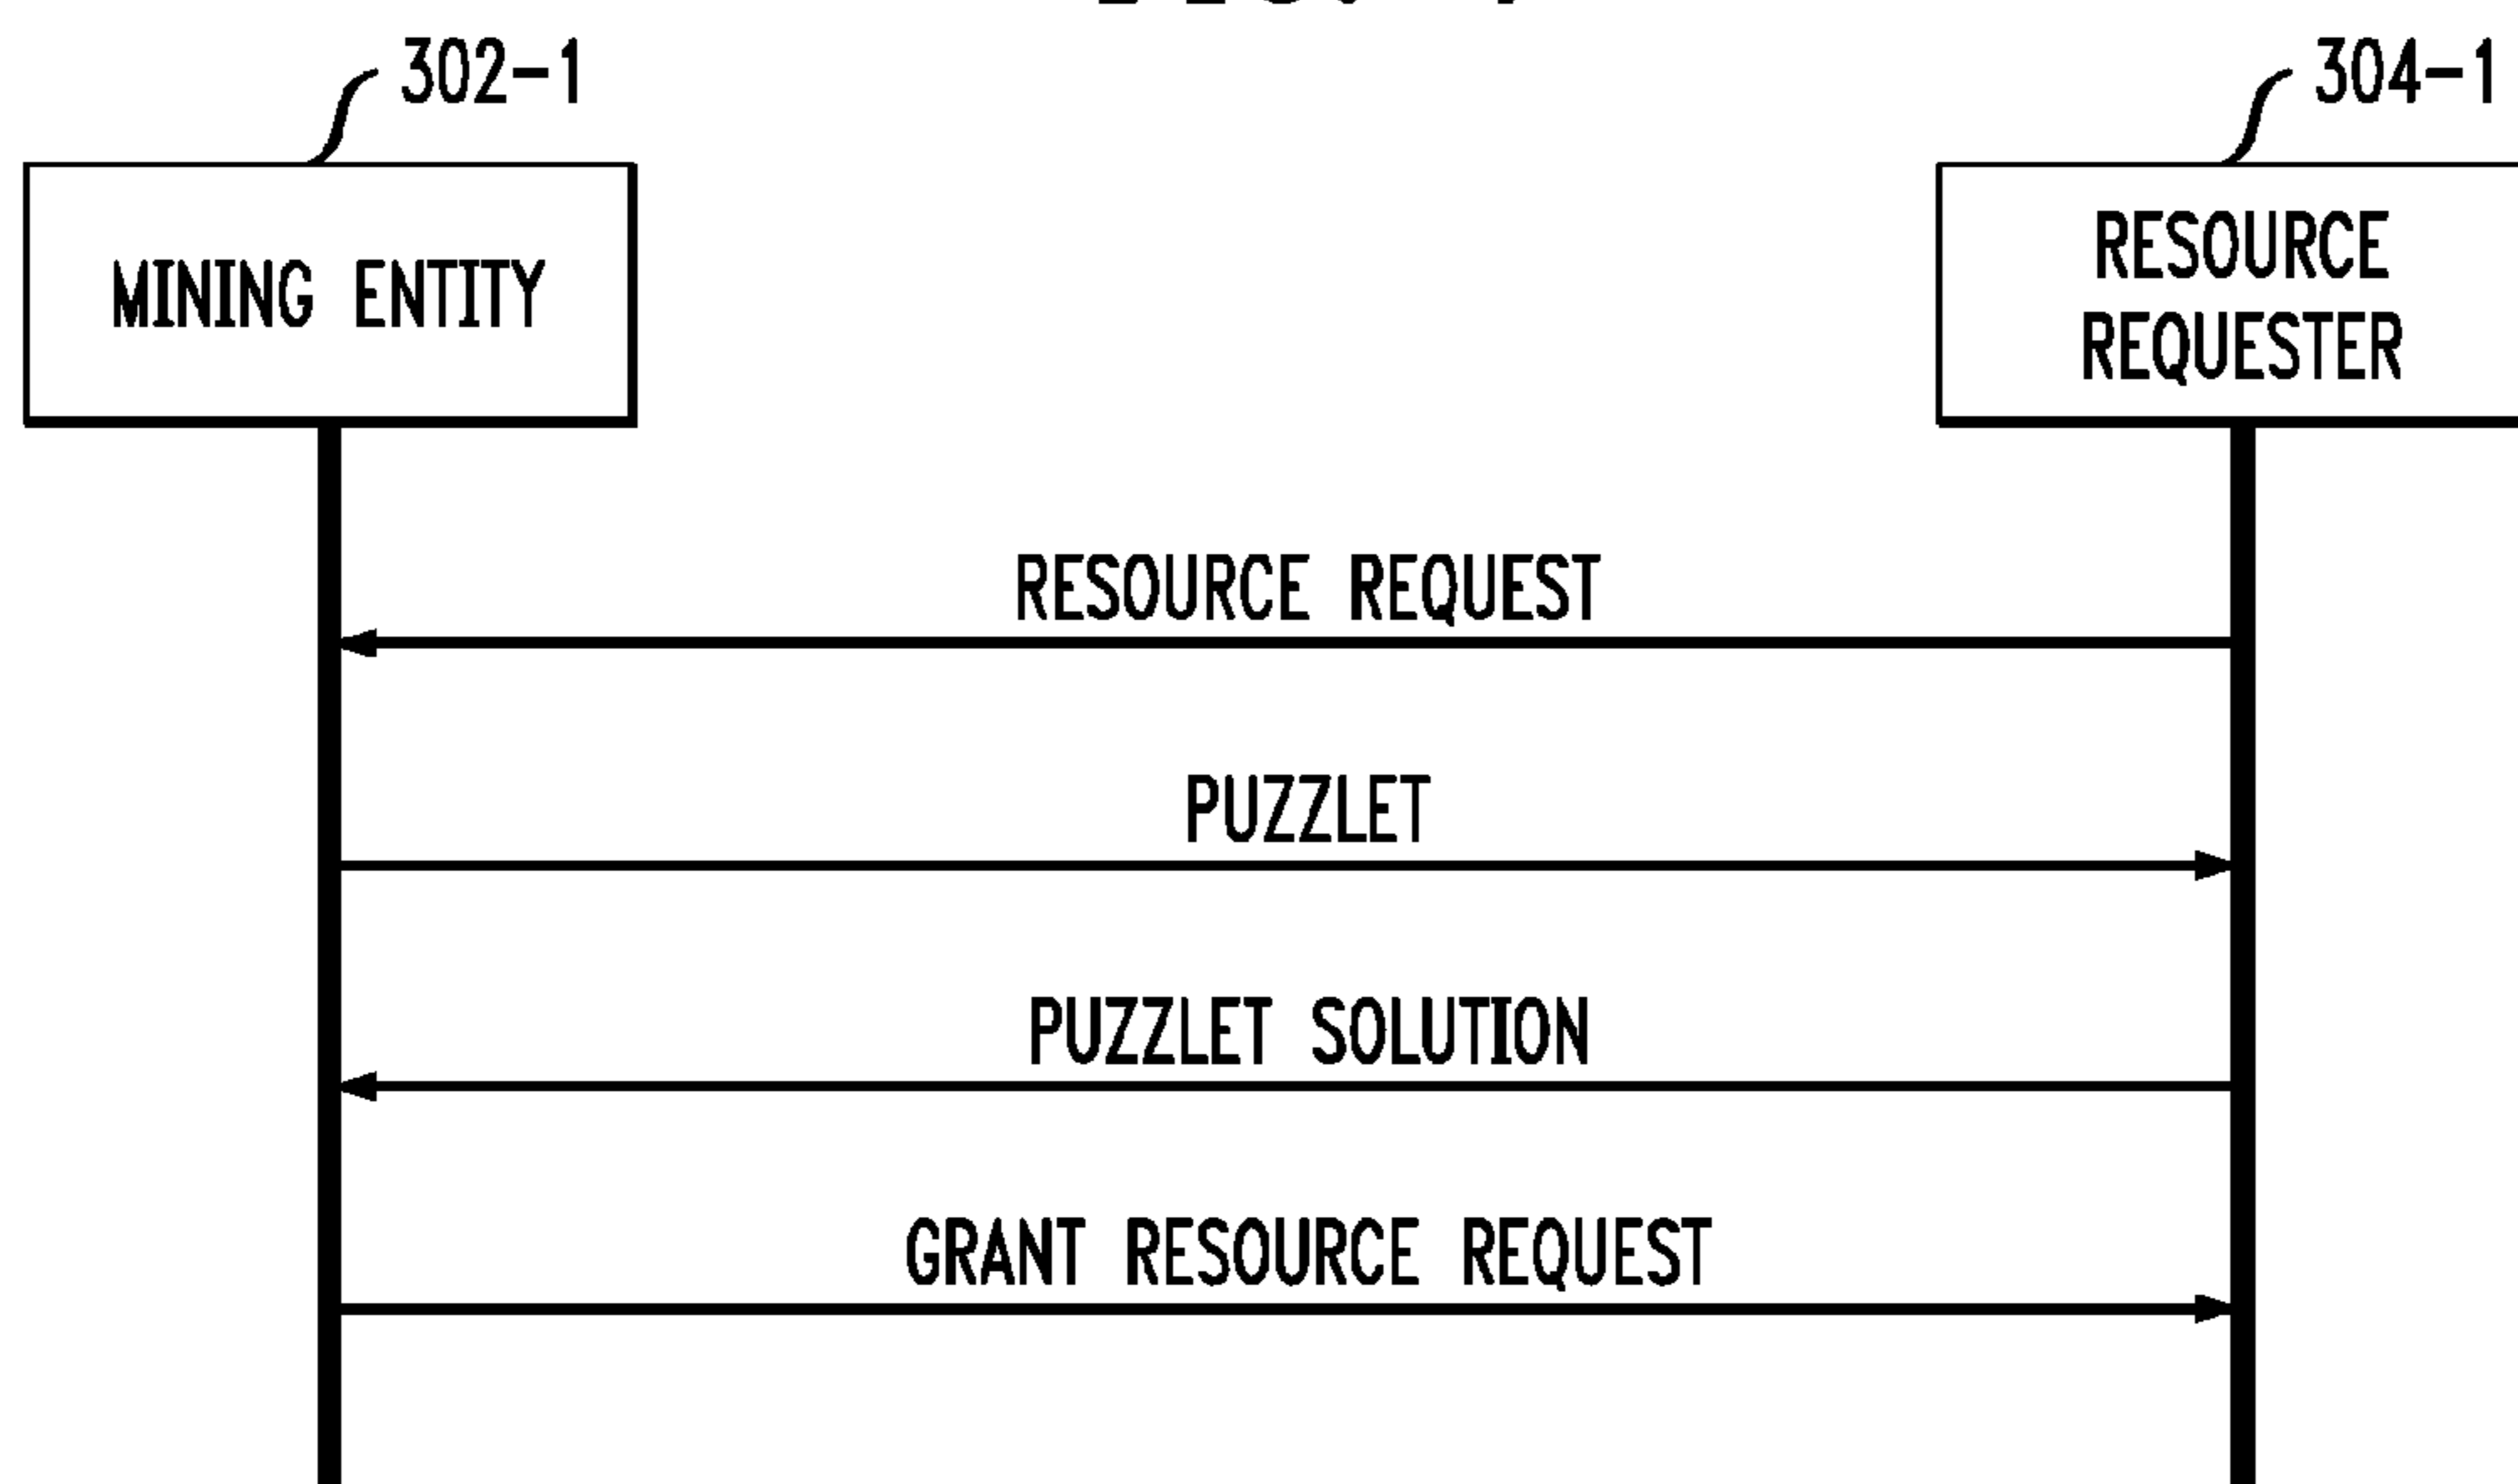 302-1
304-1
MINING ENTITY
RESOURCE
REQUESTER
RESOURCE REQUEST
PUZZLET
PUZZLET SOLUTION
GRANT RESOURCE REQUEST